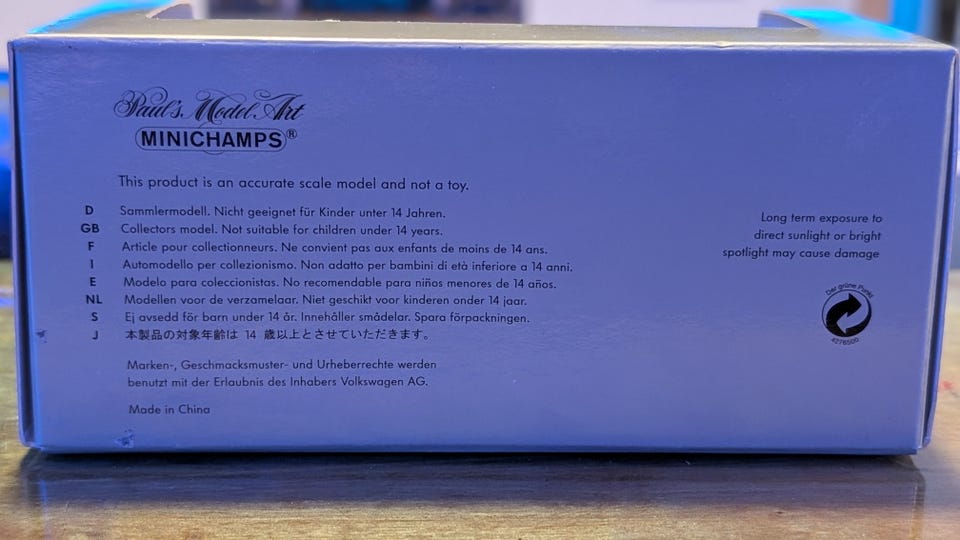 Paul's Model Art
MINICHAMPS®
This product is an accurate scale model and not a toy.
D Sammlermodell. Nicht geeignet für Kinder unter 14 Jahren.
GB Collectors model. Not suitable for children under 14 years.
F Article pour collectionneurs. Ne convient pas aux enfants de moins de 14 ans.
I Automodello per collezionismo. Non adatto per bambini di età inferiore a 14 anni.
E Modelo para coleccionistas. No recomendable para niñas menores de 14 años.
NL Modellen voor de verzamelaar. Niet geschikt voor kinderen onder 14 jaar.
S Ej avsedd för barn under 14 år. Innehåller smådelar. Spara förpackningen.
J 本製品の対象年齢は 14 歳以上とさせていただきます。
Marken-, Geschmacksmuster- und Urheberrechte werden
benutzt mit der Erlaubnis des Inhabers Volkswagen AG.
Made in China
Long term exposure to
direct sunlight or bright
spotlight may cause damage
Der grüne Punkt
4276500